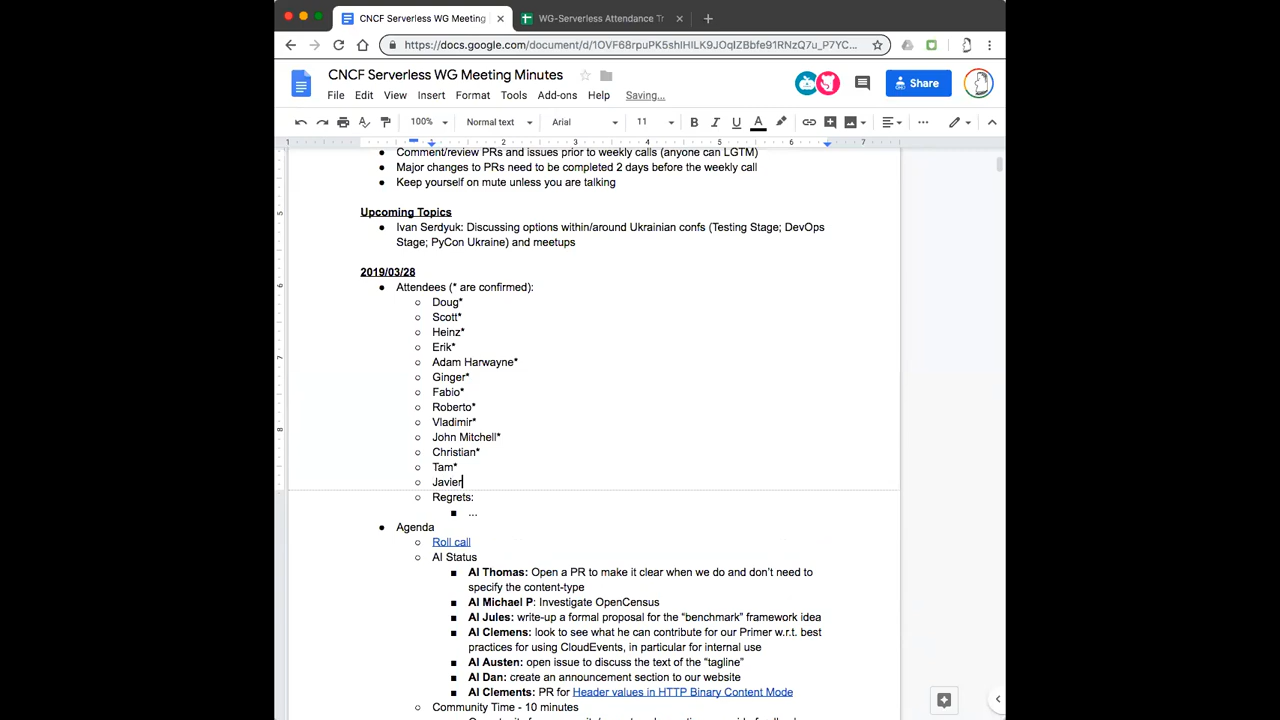 CNCF Serverless WG Meeting
WG-Serverless Attendance Tr
https://docs.google.com/document/d/1OVF68rpuPK5shIHILK9JOqIZBbfe91RNzQ7u_P7YC...
CNCF Serverless WG Meeting Minutes
File Edit View Insert Format Tools Add-ons Help Saving...
Share
100% Normal text Arial 11
1 1 2 3 4 5 6 7
Comment/review PRs and issues prior to weekly calls (anyone can LGTM)
Major changes to PRs need to be completed 2 days before the weekly call
Keep yourself on mute unless you are talking
Upcoming Topics
Ivan Serdyuk: Discussing options within/around Ukrainian confs (Testing Stage; DevOps
Stage; PyCon Ukraine) and meetups
2019/03/28
Attendees (* are confirmed):
Doug*
Scott*
Heinz*
Erik*
Adam Harwayne*
Ginger*
Fabio*
Roberto*
Vladimir*
John Mitchell*
Christian*
Tam*
Javier
Regrets:
...
Agenda
Roll call
AI Status
AI Thomas: Open a PR to make it clear when we do and don't need to
specify the content-type
AI Michael P: Investigate OpenCensus
AI Jules: write-up a formal proposal for the “benchmark” framework idea
AI Clemens: look to see what he can contribute for our Primer w.r.t. best
practices for using CloudEvents, in particular for internal use
AI Austen: open issue to discuss the text of the “tagline”
AI Dan: create an announcement section to our website
AI Clements: PR for Header values in HTTP Binary Content Mode
Community Time - 10 minutes